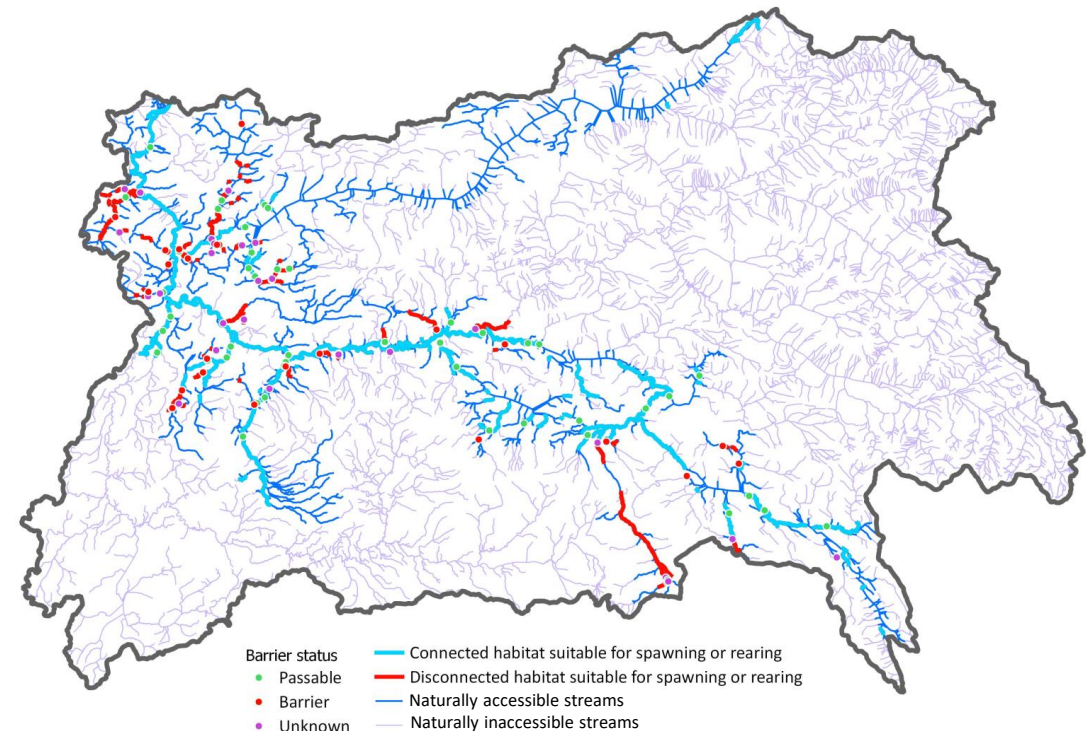 Barrier status
Passable
Barrier
Unknown
Connected habitat suitable for spawning or rearing
Disconnected habitat suitable for spawning or rearing
Naturally accessible streams
Naturally inaccessible streams